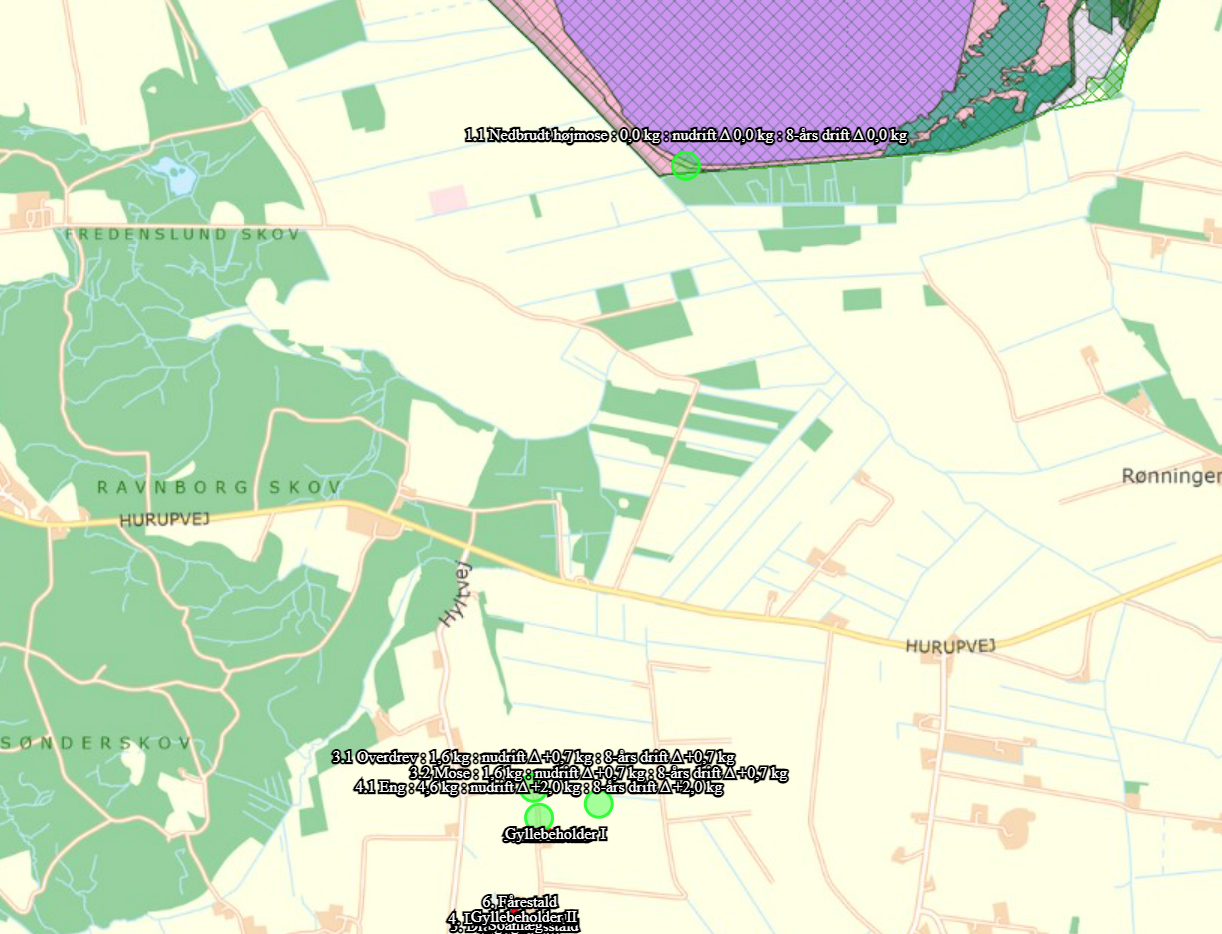 1.1 Nedbrudt højmose : 0,0 kg : nudrift Δ 0,0 kg : 8-års drift Δ 0,0 kg
FREDENSLUND SKOV
Rønninger
RAVNBORG SKOV
HURUPVEJ
Hyltvej
HURUPVEJ
SØNDERSKOV
3.1 Overdrev : 1,6 kg : nudrift Δ +0,7 kg : 8-års drift Δ +0,7 kg
3.2 Mose : 1,6 kg : nudrift Δ +0,7 kg : 8-års drift Δ +0,7 kg
4.1 Eng : 4,6 kg : nudrift Δ +2,0 kg : 8-års drift Δ +2,0 kg
Gyllebeholder I
6. Fårestald
Gyllebeholder II